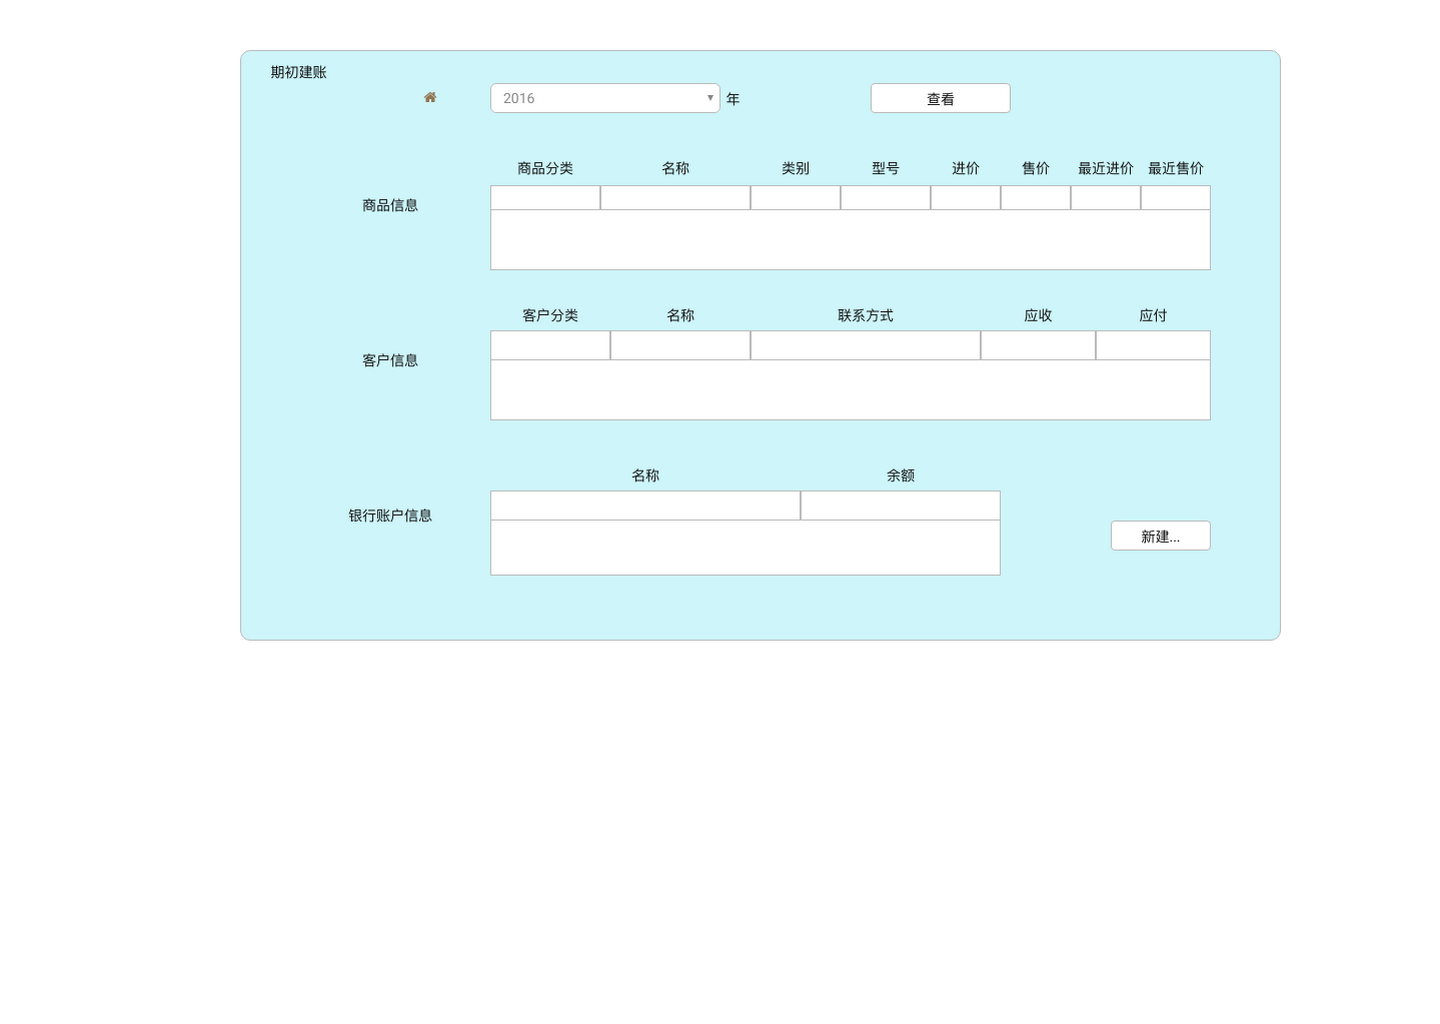 期初建账
2016 年 查看
商品分类 名称 类别 型号 进价 售价 最近进价 最近售价
商品信息
客户分类 名称 联系方式 应收 应付
客户信息
名称 余额
银行账户信息
新建...